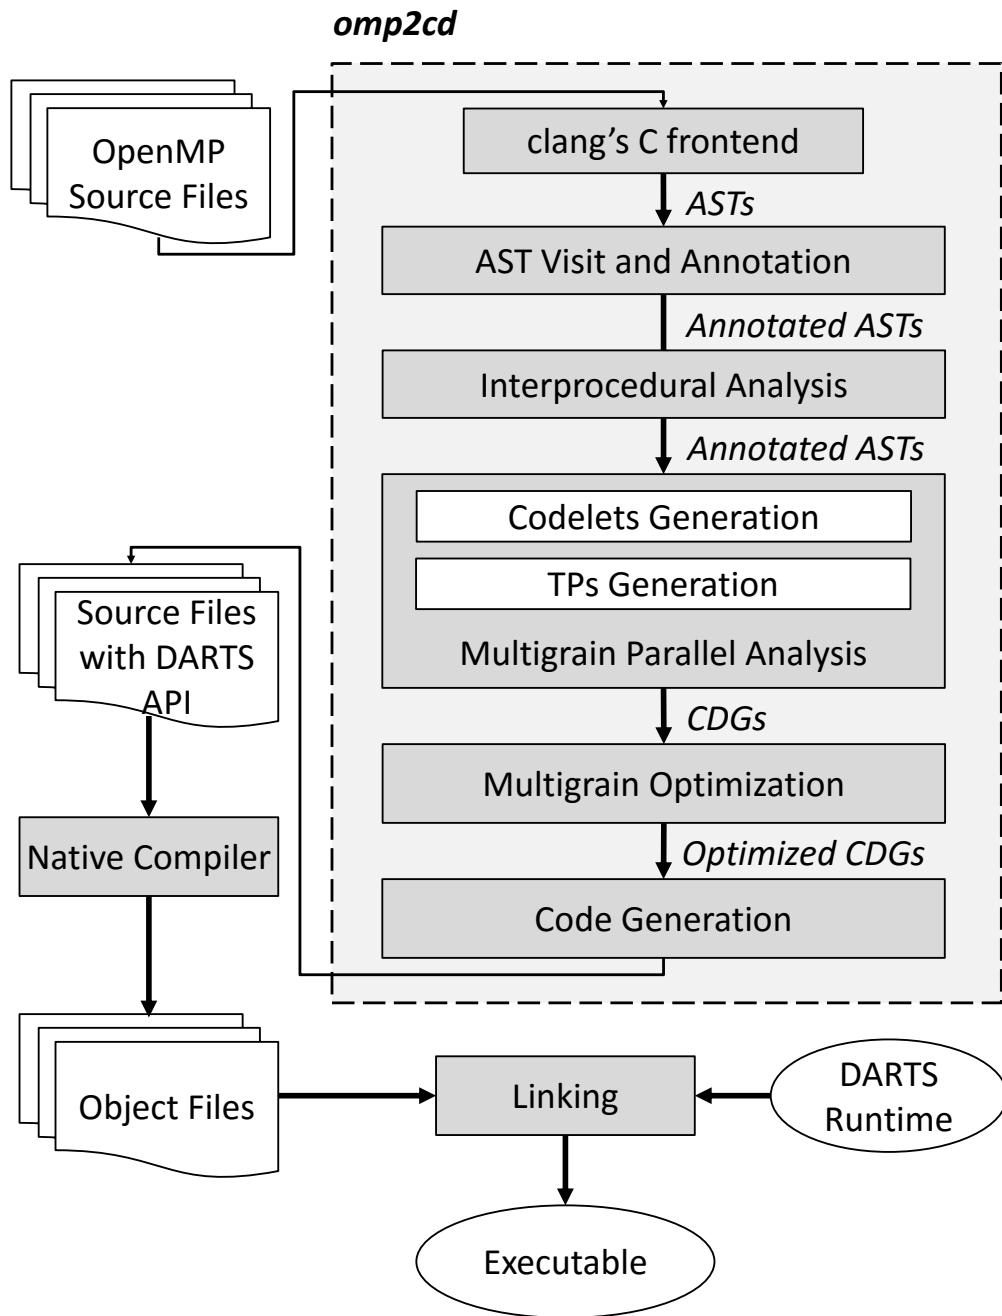 omp2cd
OpenMP
Source Files
clang's C frontend
ASTs
AST Visit and Annotation
Annotated ASTs
Interprocedural Analysis
Annotated ASTs
Codelets Generation
TPs Generation
Multigrain Parallel Analysis
CDGs
Multigrain Optimization
Optimized CDGs
Code Generation
Source Files
with DARTS
API
Native Compiler
Object Files
Linking
DARTS
Runtime
Executable